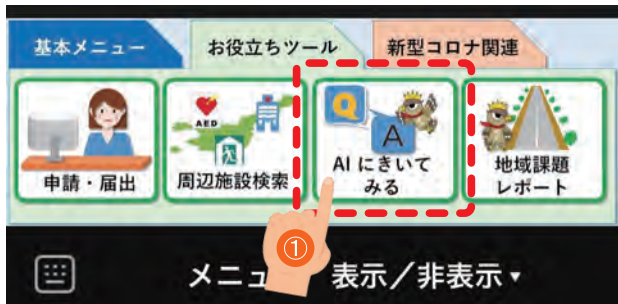 基本メニュー
お役立ちツール
新型コロナ関連
申請・届出
AED
周辺施設検索
Q
A
AIにきいて
みる
地域課題
レポート
①
メニュ
表示／非表示▼